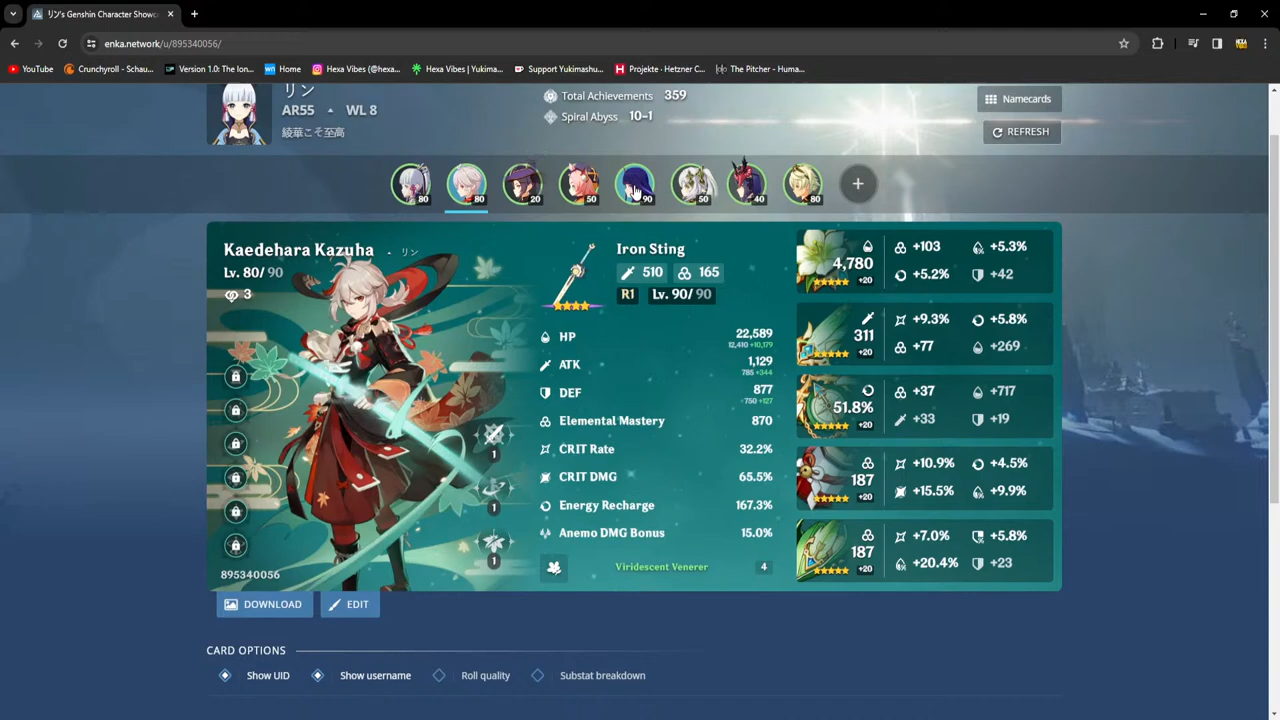 リン's Genshin Character Showca
enka.network/u/895340056/
YouTube
Crunchyroll - Schau...
Version 1.0: The Ion...
Home
Hexa Vibes (@hexa...
Hexa Vibes | Yukima...
Support Yukimashu...
Projekte · Hetzner C...
The Pitcher - Huma...
リン
AR55 WL 8
綾華こそ至高
Total Achievements 359
Spiral Abyss 10-1
Namecards
REFRESH
80
80
20
50
90
50
40
80
Kaedehara Kazuha - リン
Lv. 80/ 90
3
1
1
1
895340056
Iron Sting
510 165
R1 Lv. 90/ 90
HP 22,589
12,410 +10,179
ATK 1,129
785 +344
DEF 877
750 +127
Elemental Mastery 870
CRIT Rate 32.2%
CRIT DMG 65.5%
Energy Recharge 167.3%
Anemo DMG Bonus 15.0%
Viridescent Venerer 4
4,780
+20
+103 +5.3%
+5.2% +42
311
+20
+9.3% +5.8%
+77 +269
51.8%
+20
+37 +717
+33 +19
187
+20
+10.9% +4.5%
+15.5% +9.9%
187
+20
+7.0% +5.8%
+20.4% +23
DOWNLOAD
EDIT
CARD OPTIONS
Show UID
Show username
Roll quality
Substat breakdown